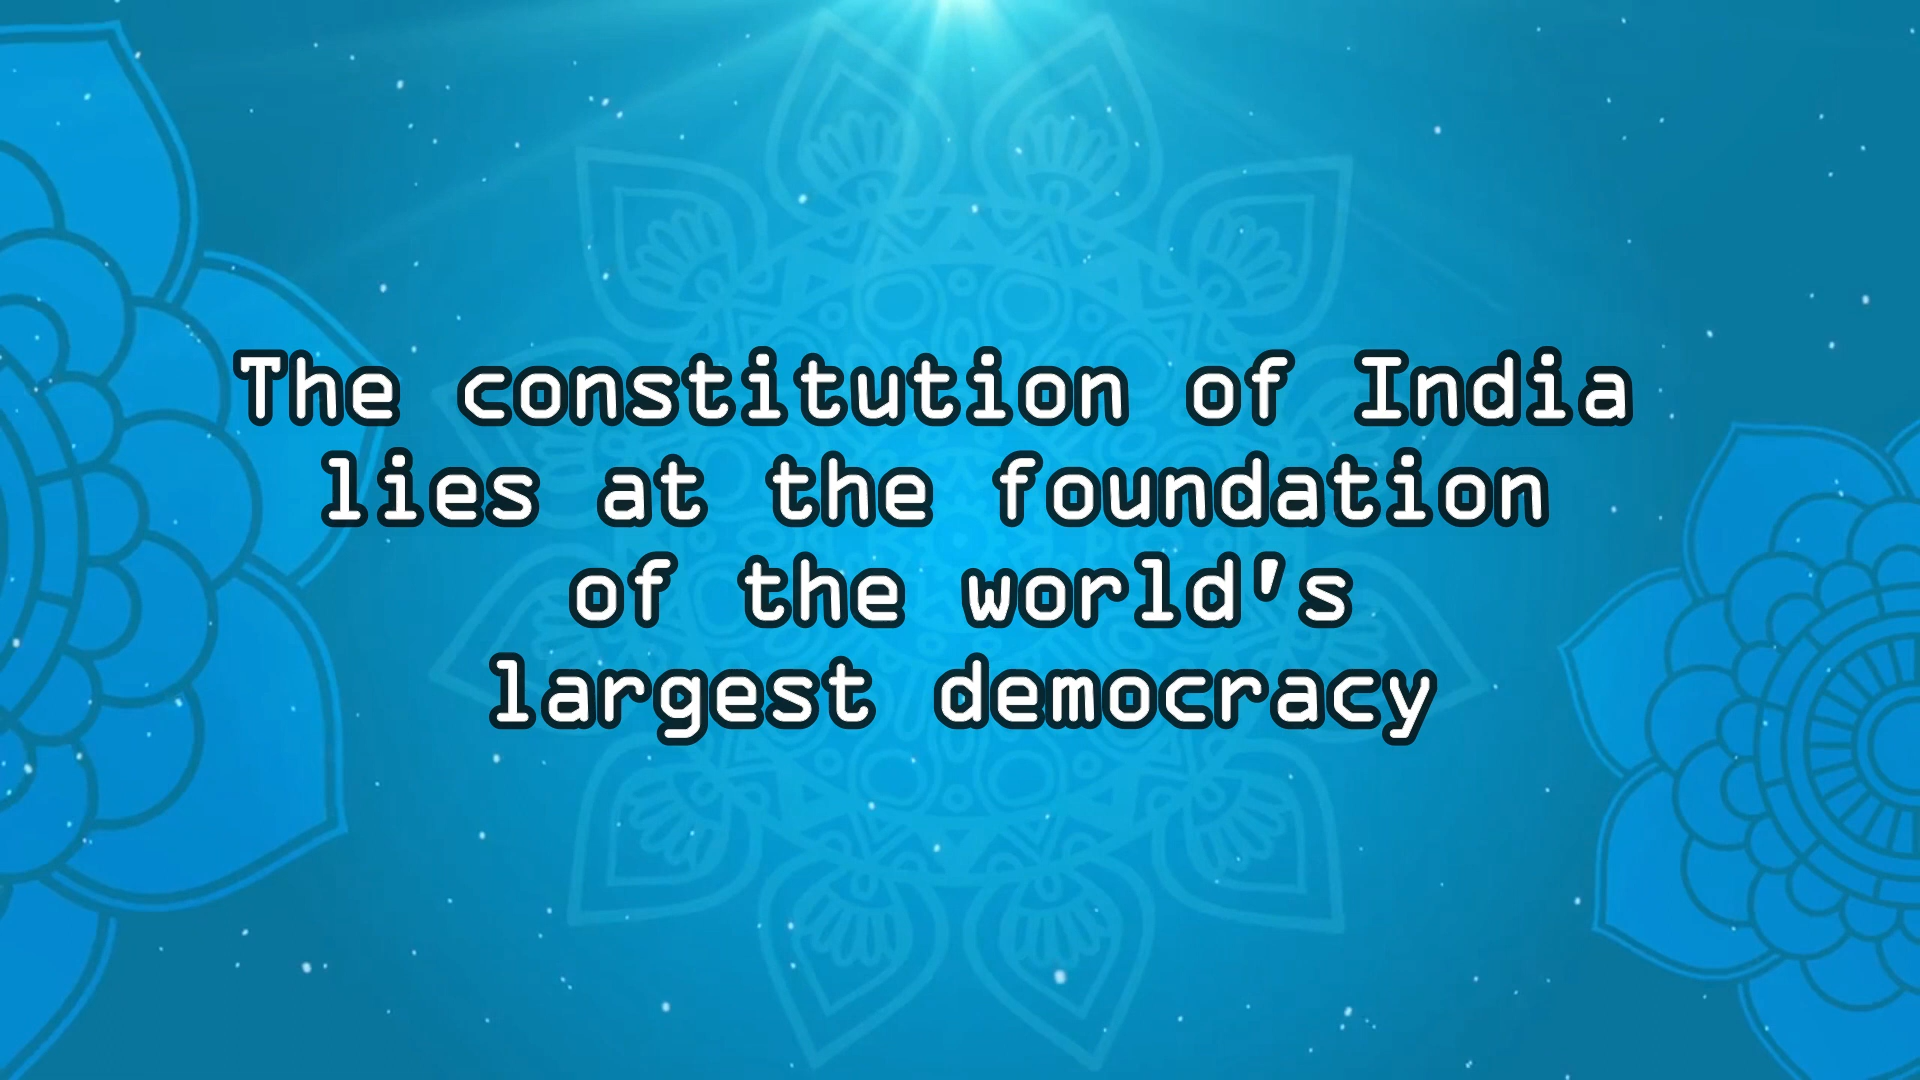 The constitution of India
lies at the foundation
of the world's
largest democracy